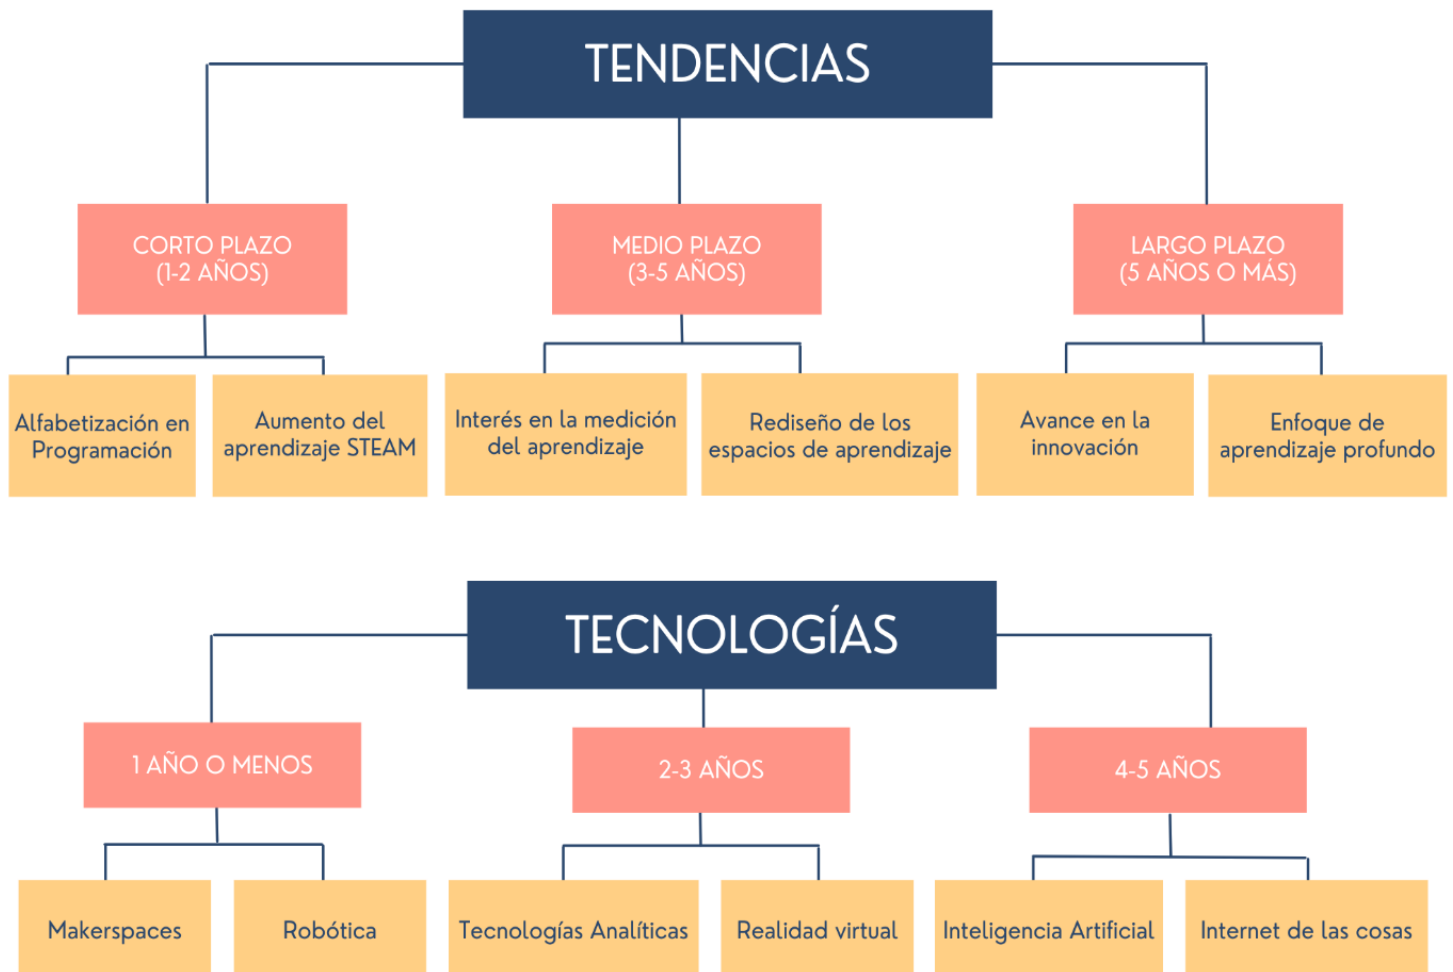 TENDENCIAS
CORTO PLAZO
(1-2 AÑOS)
MEDIO PLAZO
(3-5 AÑOS)
LARGO PLAZO
(5 AÑOS O MÁS)
Alfabetización en
Programación
Aumento del
aprendizaje STEAM
Interés en la medición
del aprendizaje
Rediseño de los
espacios de aprendizaje
Avance en la
innovación
Enfoque de
aprendizaje profundo
TECNOLOGÍAS
1 AÑO O MENOS
2-3 AÑOS
4-5 AÑOS
Makerspaces
Robótica
Tecnologías Analíticas
Realidad virtual
Inteligencia Artificial
Internet de las cosas